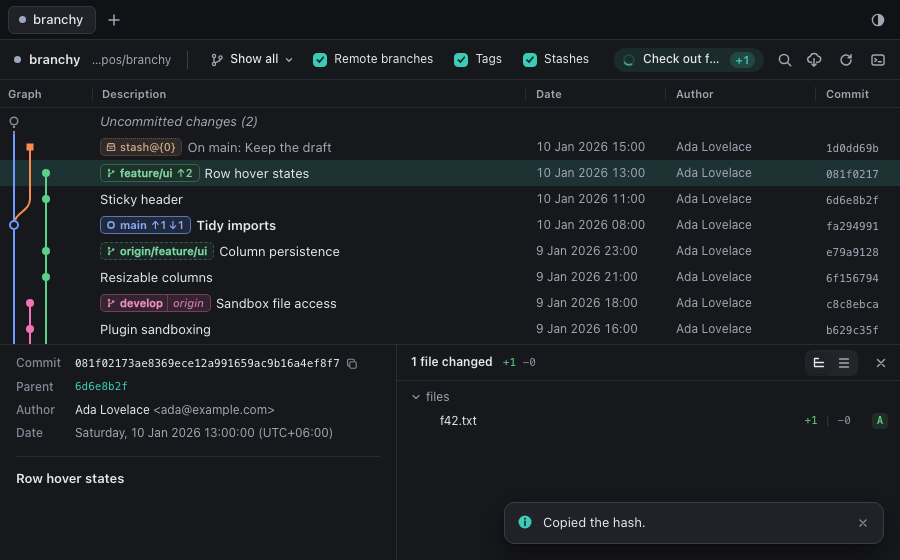 branchy
branchy ...pos/branchy Show all Remote branches Tags Stashes Check out f... +1
Graph Description Date Author Commit
Uncommitted changes (2)
stash@{0} On main: Keep the draft 10 Jan 2026 15:00 Ada Lovelace 1d0dd69b
feature/ui ↑2 Row hover states 10 Jan 2026 13:00 Ada Lovelace 081f0217
Sticky header 10 Jan 2026 11:00 Ada Lovelace 6d6e8b2f
main ↑1↓1 Tidy imports 10 Jan 2026 08:00 Ada Lovelace fa294991
origin/feature/ui Column persistence 9 Jan 2026 23:00 Ada Lovelace e79a9128
Resizable columns 9 Jan 2026 21:00 Ada Lovelace 6f156794
develop origin Sandbox file access 9 Jan 2026 18:00 Ada Lovelace c8c8ebca
Plugin sandboxing 9 Jan 2026 16:00 Ada Lovelace b629c35f
Commit 081f02173ae8369ece12a991659ac9b16a4ef8f7
Parent 6d6e8b2f
Author Ada Lovelace <ada@example.com>
Date Saturday, 10 Jan 2026 13:00:00 (UTC+06:00)
Row hover states
1 file changed +1 −0
files
f42.txt +1 −0 A
Copied the hash.